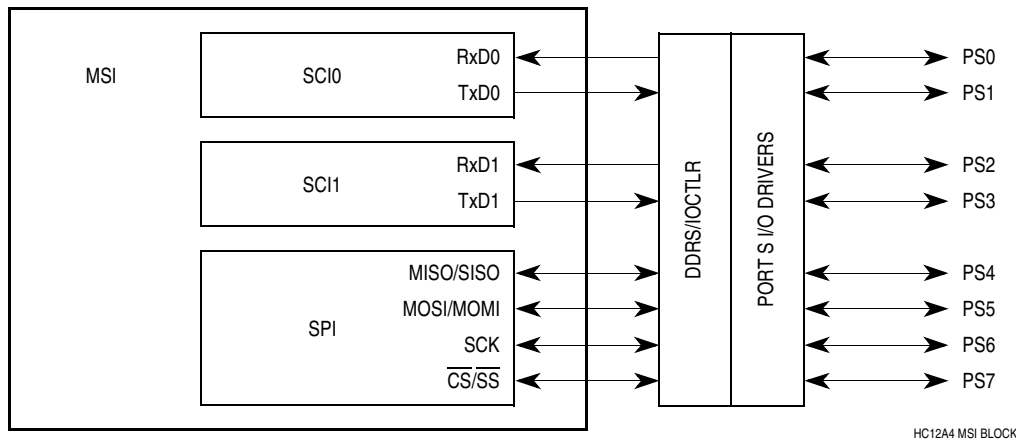 MSI
SCI0
RxD0
TxD0
SCI1
RxD1
TxD1
SPI
MISO/SISO
MOSI/MOMI
SCK
CS/SS
DDRS/IOCTLR
PORT S I/O DRIVERS
PS0
PS1
PS2
PS3
PS4
PS5
PS6
PS7
HC12A4 MSI BLOCK